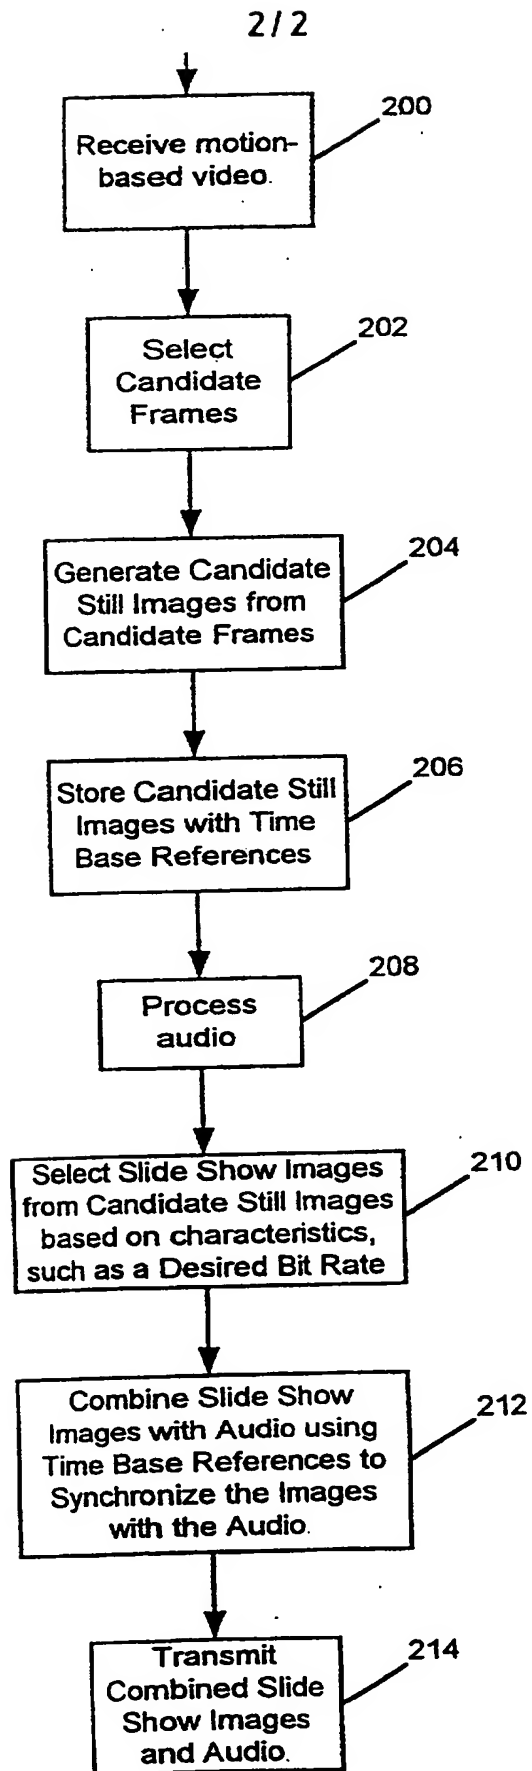 2/2
200
Receive motion-
based video.
202
Select
Candidate
Frames
204
Generate Candidate
Still Images from
Candidate Frames
206
Store Candidate Still
Images with Time
Base References
208
Process
audio
210
Select Slide Show Images
from Candidate Still Images
based on characteristics,
such as a Desired Bit Rate
212
Combine Slide Show
Images with Audio using
Time Base References to
Synchronize the Images
with the Audio.
214
Transmit
Combined Slide
Show Images
and Audio.